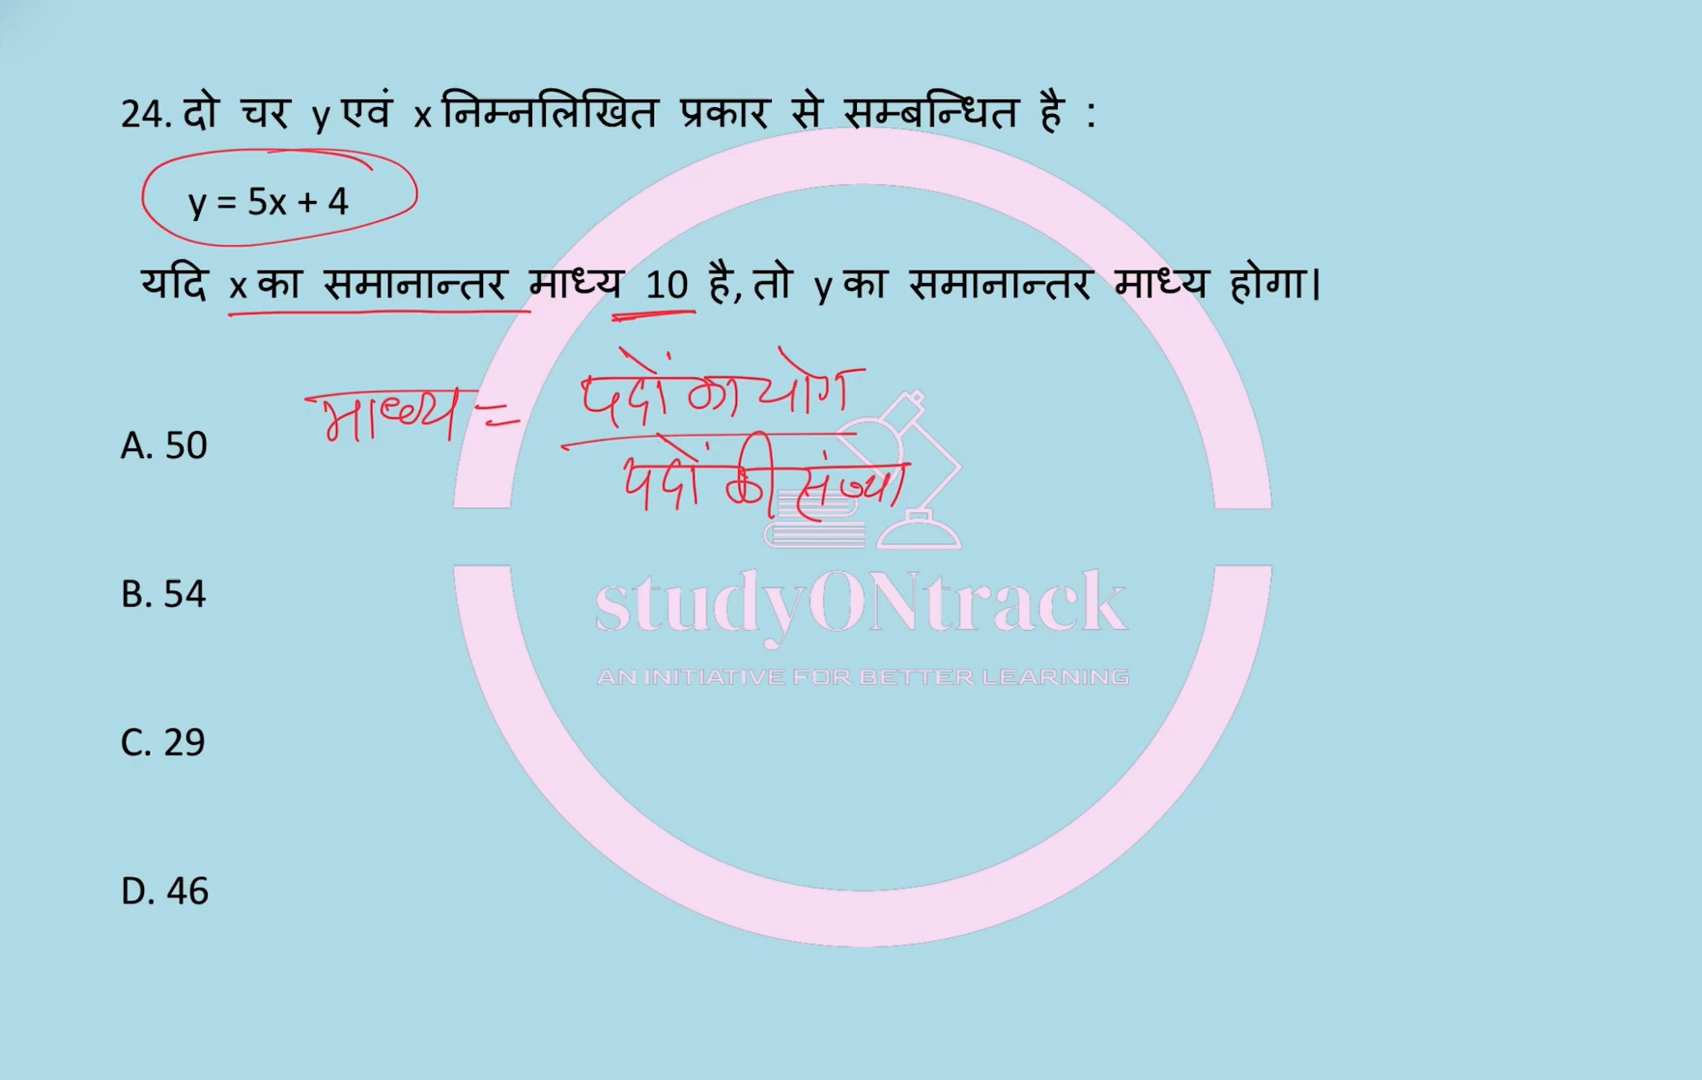 24. दो चर y एवं x निम्नलिखित प्रकार से सम्बन्धित है :
y = 5x + 4
यदि x का समानान्तर माध्य 10 है, तो y का समानान्तर माध्य होगा।
माध्य = पदों का योग
पदों की संख्या
A. 50
B. 54
studyONtrack
AN INITIATIVE FOR BETTER LEARNING
C. 29
D. 46